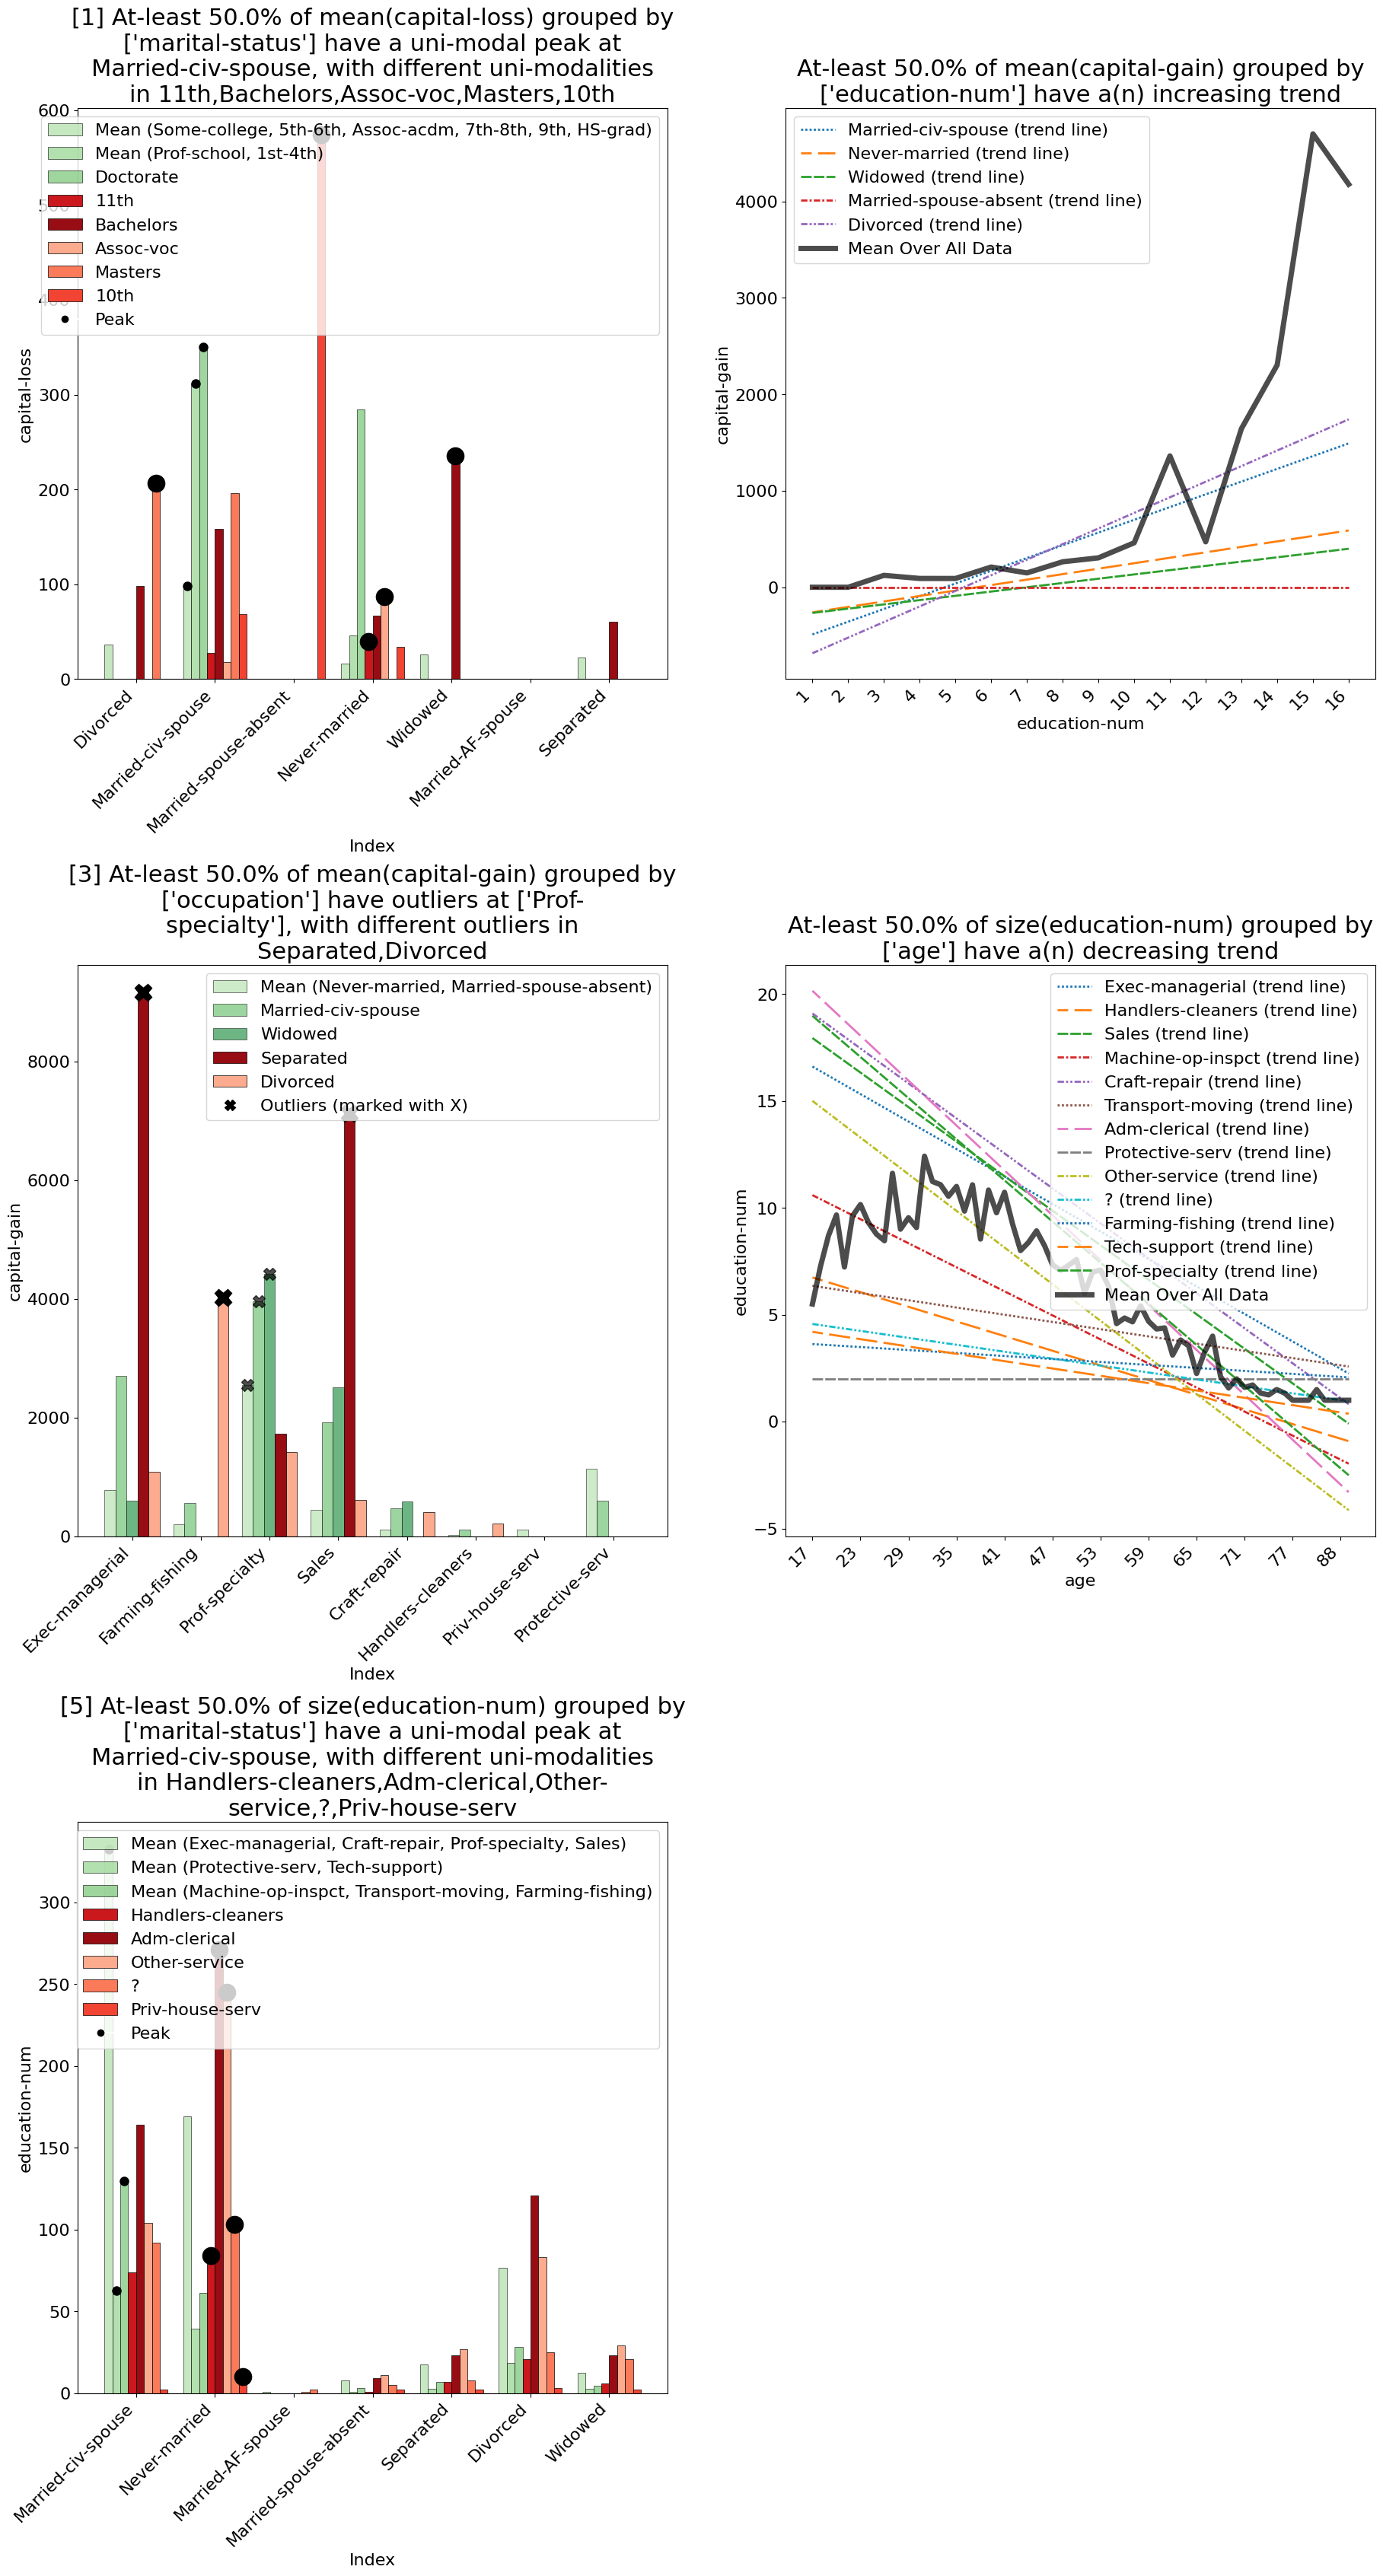 [1] At-least 50.0% of mean(capital-loss) grouped by
['marital-status'] have a uni-modal peak at
Married-civ-spouse, with different uni-modalities
in 11th,Bachelors,Assoc-voc,Masters,10th
600
500
400
300
200
100
0
capital-loss
Mean (Some-college, 5th-6th, Assoc-acdm, 7th-8th, 9th, HS-grad)
Mean (Prof-school, 1st-4th)
Doctorate
11th
Bachelors
Assoc-voc
Masters
10th
Peak
Divorced
Married-civ-spouse
Married-spouse-absent
Never-married
Widowed
Married-AF-spouse
Separated
Index
At-least 50.0% of mean(capital-gain) grouped by
['education-num'] have a(n) increasing trend
Married-civ-spouse (trend line)
Never-married (trend line)
Widowed (trend line)
Married-spouse-absent (trend line)
Divorced (trend line)
Mean Over All Data
4000
3000
2000
1000
0
capital-gain
1
2
3
4
5
6
7
8
9
10
11
12
13
14
15
16
education-num
[3] At-least 50.0% of mean(capital-gain) grouped by
['occupation'] have outliers at ['Prof-
specialty'], with different outliers in
Separated,Divorced
Mean (Never-married, Married-spouse-absent)
Married-civ-spouse
Widowed
Separated
Divorced
Outliers (marked with X)
8000
6000
4000
2000
0
capital-gain
Exec-managerial
Farming-fishing
Prof-specialty
Sales
Craft-repair
Handlers-cleaners
Priv-house-serv
Protective-serv
Index
At-least 50.0% of size(education-num) grouped by
['age'] have a(n) decreasing trend
Exec-managerial (trend line)
Handlers-cleaners (trend line)
Sales (trend line)
Machine-op-inspct (trend line)
Craft-repair (trend line)
Transport-moving (trend line)
Adm-clerical (trend line)
Protective-serv (trend line)
Other-service (trend line)
? (trend line)
Farming-fishing (trend line)
Tech-support (trend line)
Prof-specialty (trend line)
Mean Over All Data
20
15
10
5
0
−5
education-num
17
23
29
35
41
47
53
59
65
71
77
88
age
[5] At-least 50.0% of size(education-num) grouped by
['marital-status'] have a uni-modal peak at
Married-civ-spouse, with different uni-modalities
in Handlers-cleaners,Adm-clerical,Other-
service,?,Priv-house-serv
Mean (Exec-managerial, Craft-repair, Prof-specialty, Sales)
Mean (Protective-serv, Tech-support)
Mean (Machine-op-inspct, Transport-moving, Farming-fishing)
Handlers-cleaners
Adm-clerical
Other-service
?
Priv-house-serv
Peak
300
250
200
150
100
50
0
education-num
Married-civ-spouse
Never-married
Married-AF-spouse
Married-spouse-absent
Separated
Divorced
Widowed
Index